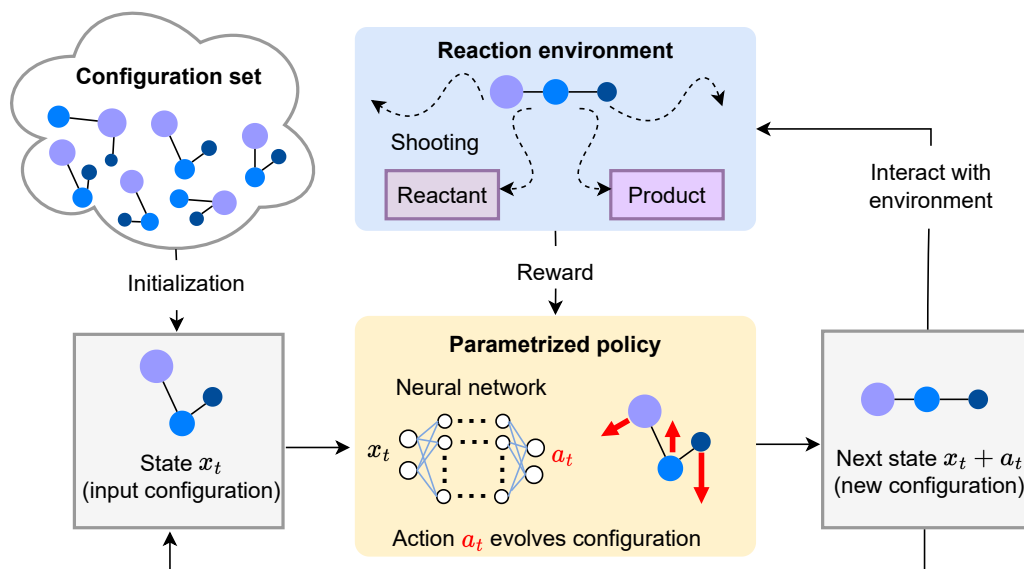 Configuration set
Reaction environment
Shooting
Reactant
Product
Interact with
environment
Initialization
Reward
Parametrized policy
Neural network
x_t
a_t
State x_t
(input configuration)
Action a_t evolves configuration
Next state x_t + a_t
(new configuration)